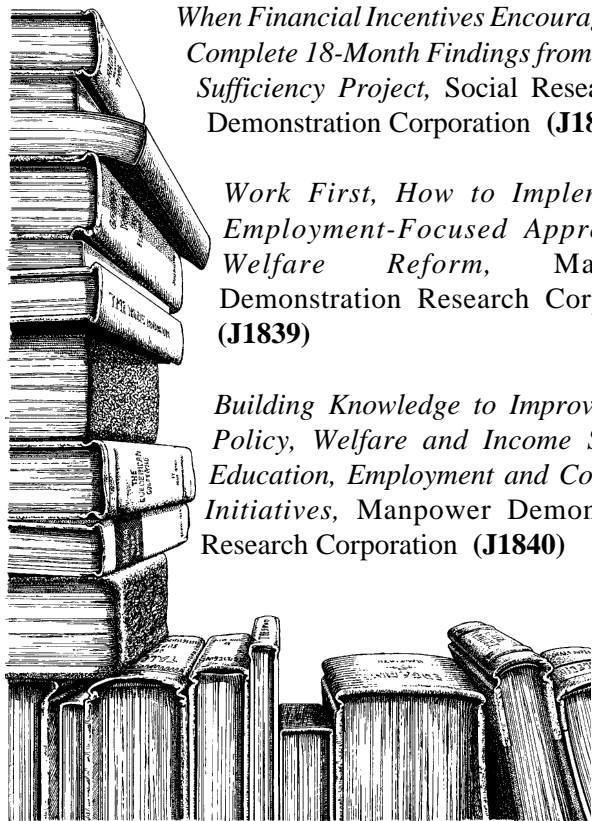 When Financial Incentives Encourag
Complete 18-Month Findings from
Sufficiency Project, Social Resea
Demonstration Corporation (J18
Work First, How to Implem
Employment-Focused Appro
Welfare Reform, Ma
Demonstration Research Corp
(J1839)
Building Knowledge to Improv
Policy, Welfare and Income S
Education, Employment and Co
Initiatives, Manpower Demon
Research Corporation (J1840)
THE